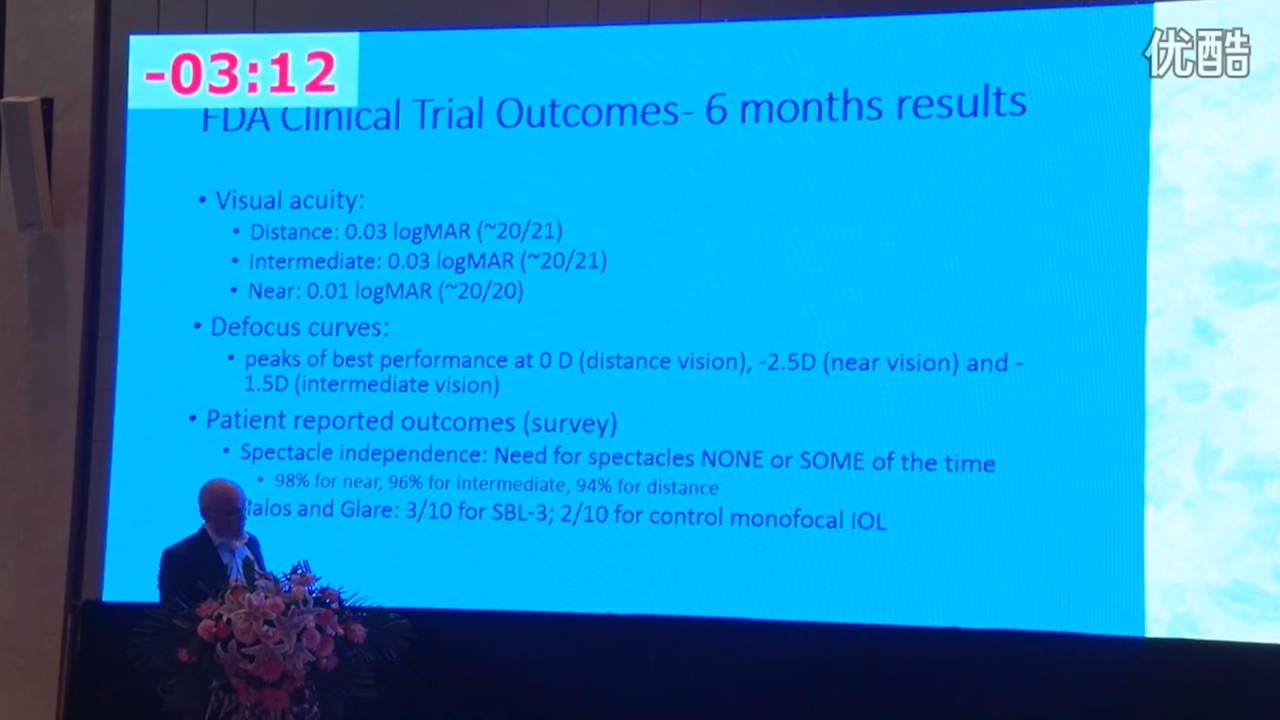 -03:12
优酷
FDA Clinical Trial Outcomes- 6 months results
• Visual acuity:
• Distance: 0.03 logMAR (~20/21)
• Intermediate: 0.03 logMAR (~20/21)
• Near: 0.01 logMAR (~20/20)
• Defocus curves:
• peaks of best performance at 0 D (distance vision), -2.5D (near vision) and -
1.5D (intermediate vision)
• Patient reported outcomes (survey)
• Spectacle independence: Need for spectacles NONE or SOME of the time
• 98% for near, 96% for intermediate, 94% for distance
alos and Glare: 3/10 for SBL-3; 2/10 for control monofocal IOL